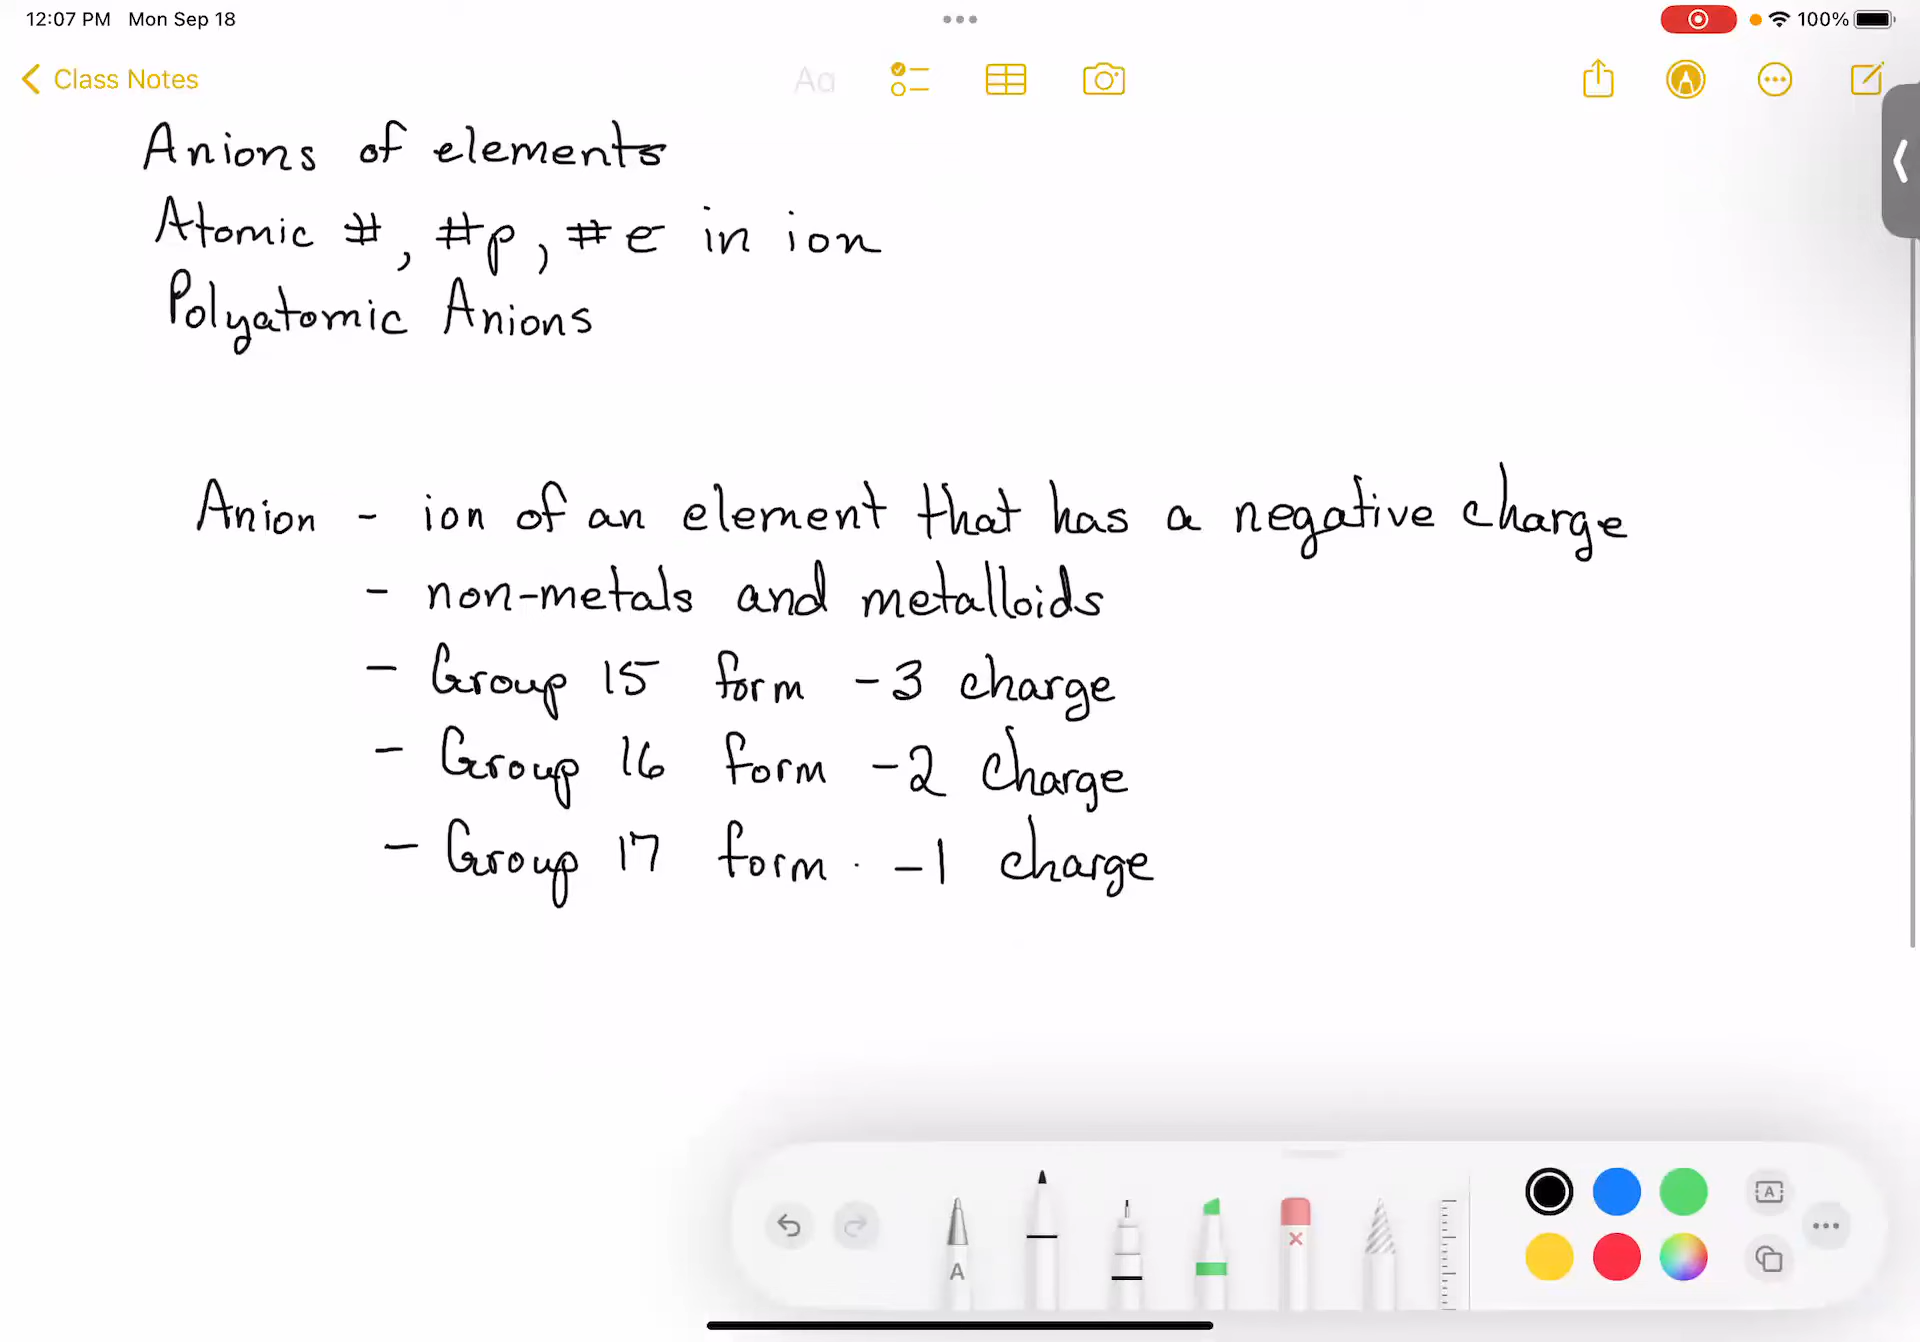 12:07 PM Mon Sep 18
100%
Class Notes
Aa
Anions of elements
Atomic #, #p, #e in ion
Polyatomic Anions
Anion - ion of an element that has a negative charge
- non-metals and metalloids
- Group 15 form -3 charge
- Group 16 form -2 charge
- Group 17 form -1 charge
A
A